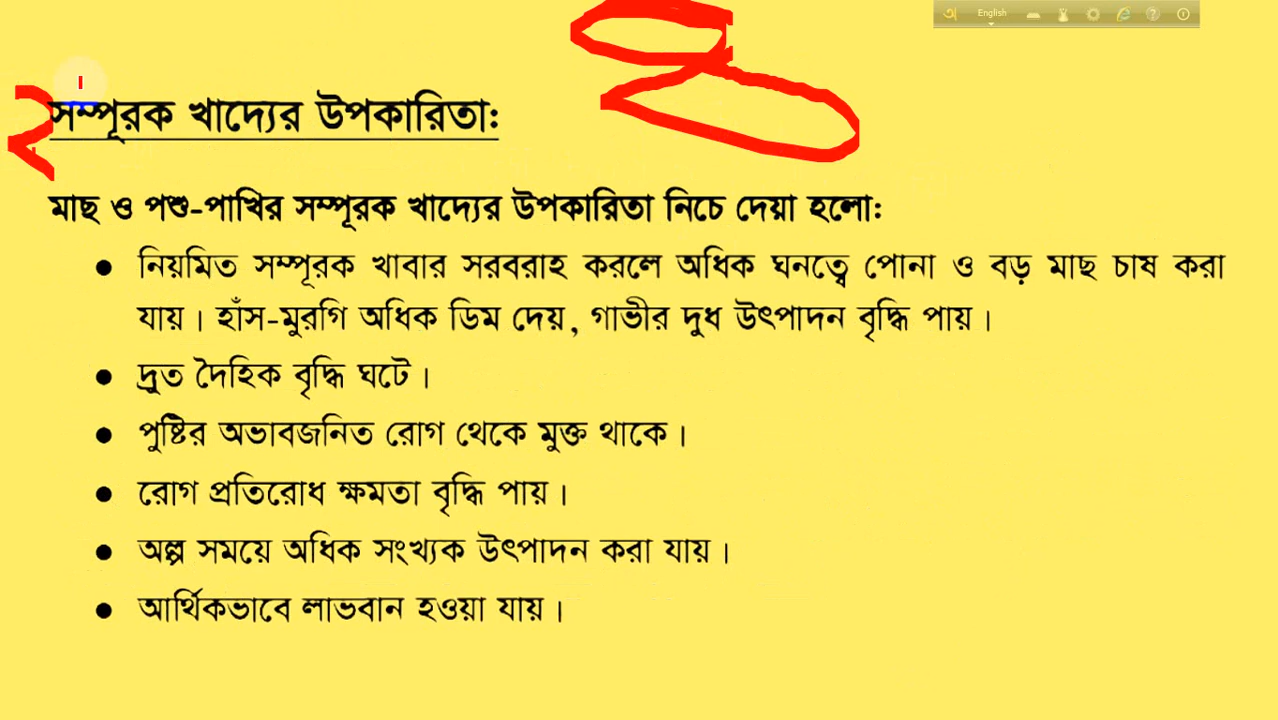 অ English
সম্পূরক খাদ্যের উপকারিতা:
মাছ ও পশু-পাখির সম্পূরক খাদ্যের উপকারিতা নিচে দেয়া হলো:
● নিয়মিত সম্পূরক খাবার সরবরাহ করলে অধিক ঘনত্বে পোনা ও বড় মাছ চাষ করা
যায়। হাঁস-মুরগি অধিক ডিম দেয়, গাভীর দুধ উৎপাদন বৃদ্ধি পায়।
● দ্রুত দৈহিক বৃদ্ধি ঘটে।
● পুষ্টির অভাবজনিত রোগ থেকে মুক্ত থাকে।
● রোগ প্রতিরোধ ক্ষমতা বৃদ্ধি পায়।
● অল্প সময়ে অধিক সংখ্যক উৎপাদন করা যায়।
● আর্থিকভাবে লাভবান হওয়া যায়।